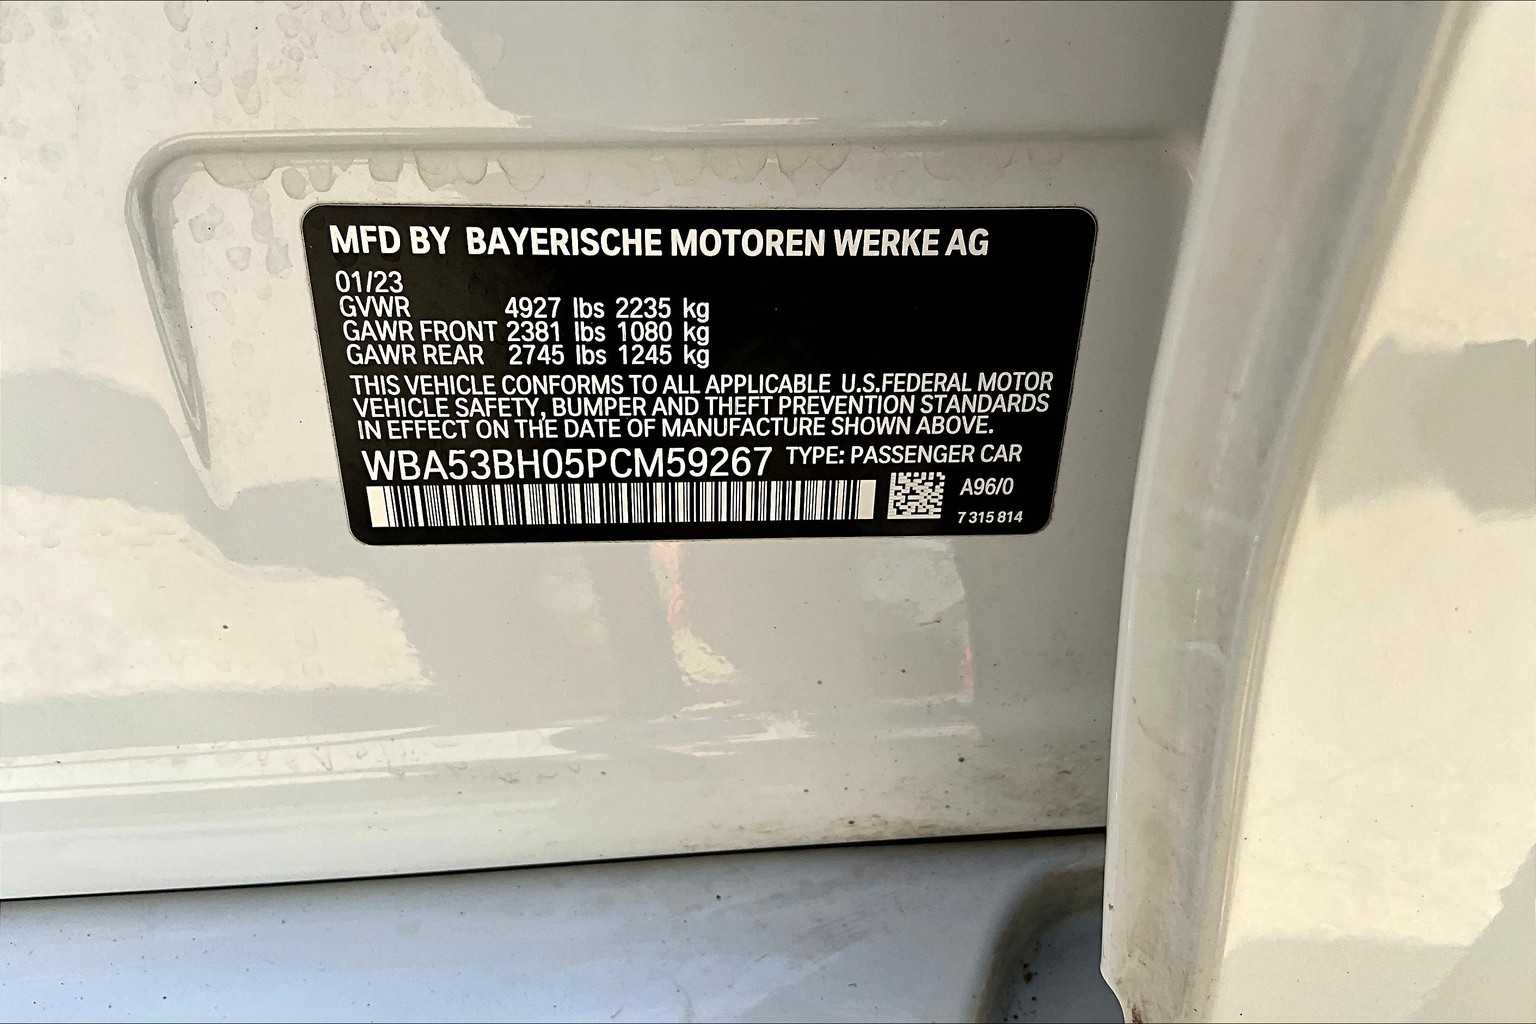 MFD BY BAYERISCHE MOTOREN WERKE AG
01/23
GVWR 4927 lbs 2235 kg
GAWR FRONT 2381 lbs 1080 kg
GAWR REAR 2745 lbs 1245 kg
THIS VEHICLE CONFORMS TO ALL APPLICABLE U.S.FEDERAL MOTOR
VEHICLE SAFETY, BUMPER AND THEFT PREVENTION STANDARDS
IN EFFECT ON THE DATE OF MANUFACTURE SHOWN ABOVE.
WBA53BH05PCM59267 TYPE: PASSENGER CAR
A96/0
7 315 814